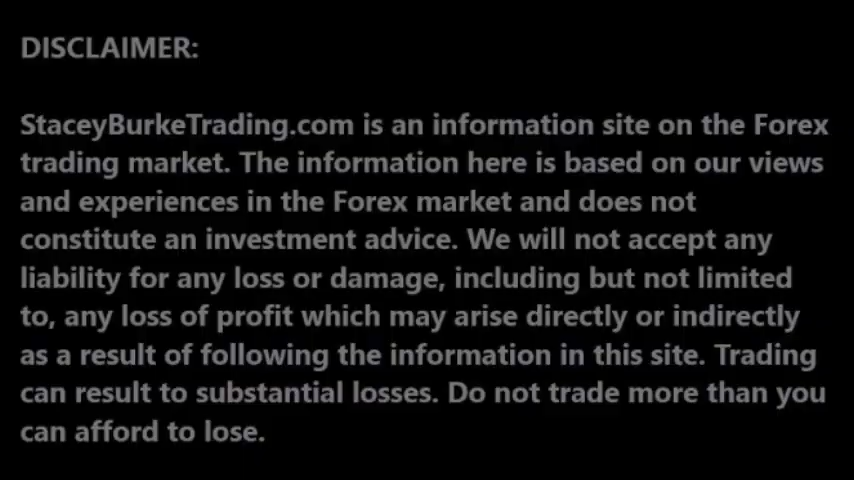 DISCLAIMER:
StaceyBurkeTrading.com is an information site on the Forex
trading market. The information here is based on our views
and experiences in the Forex market and does not
constitute an investment advice. We will not accept any
liability for any loss or damage, including but not limited
to, any loss of profit which may arise directly or indirectly
as a result of following the information in this site. Trading
can result to substantial losses. Do not trade more than you
can afford to lose.